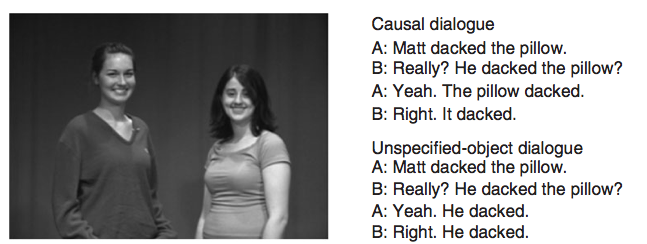 Causal dialogue
A: Matt dacked the pillow.
B: Really? He dacked the pillow?
A: Yeah. The pillow dacked.
B: Right. It dacked.
Unspecified-object dialogue
A: Matt dacked the pillow.
B: Really? He dacked the pillow?
A: Yeah. He dacked.
B: Right. He dacked.